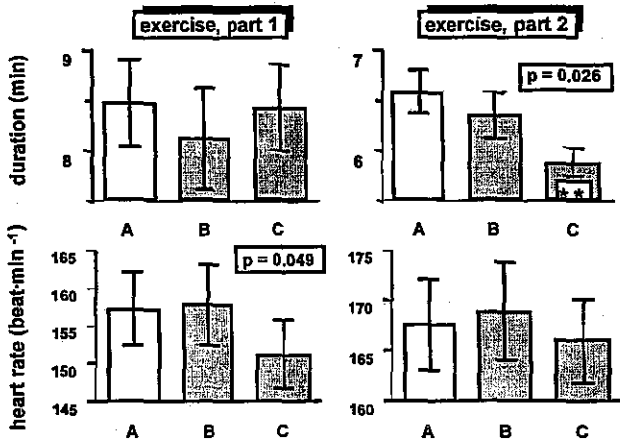 exercise, part 1
exercise, part 2
duration (min)
9
8
A B C
7
6
p = 0.026
**
A B C
heart rate (beat·min -1)
165
160
155
150
145
p = 0.049
A B C
175
170
165
160
A B C